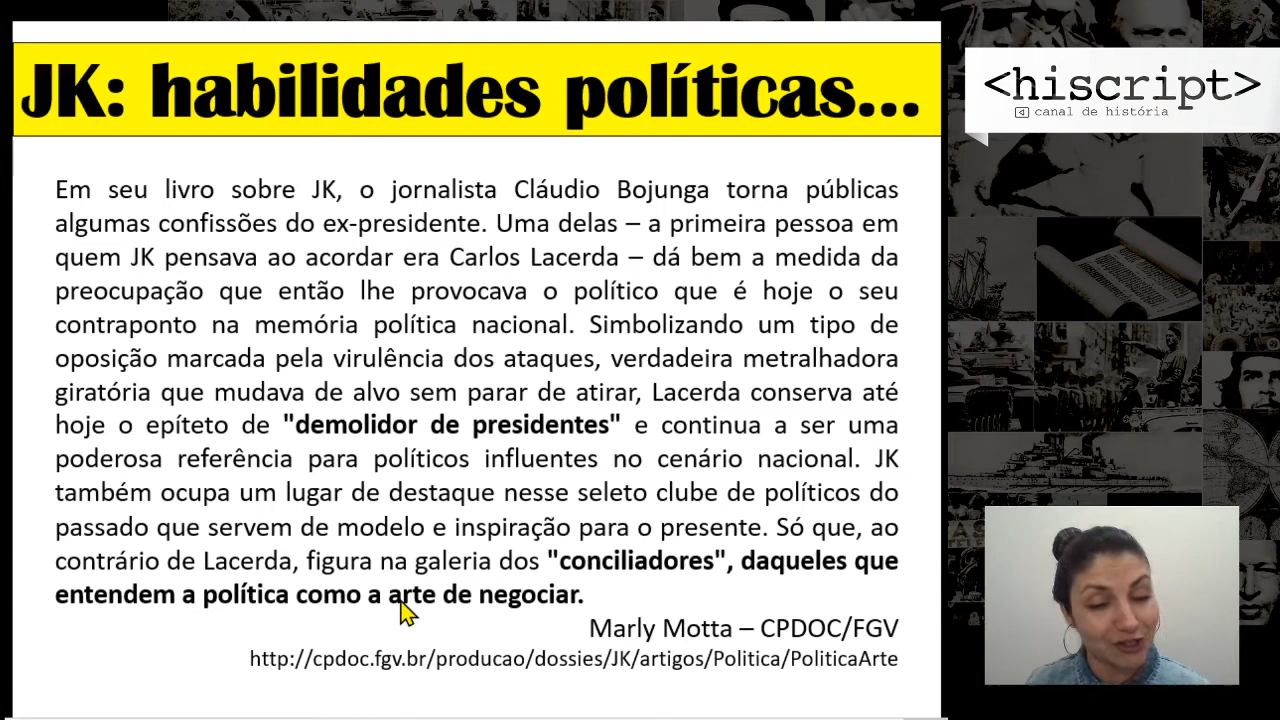 JK: habilidades políticas...
<hiscript>
canal de história
Em seu livro sobre JK, o jornalista Cláudio Bojunga torna públicas
algumas confissões do ex-presidente. Uma delas – a primeira pessoa em
quem JK pensava ao acordar era Carlos Lacerda – dá bem a medida da
preocupação que então lhe provocava o político que é hoje o seu
contraponto na memória política nacional. Simbolizando um tipo de
oposição marcada pela virulência dos ataques, verdadeira metralhadora
giratória que mudava de alvo sem parar de atirar, Lacerda conserva até
hoje o epíteto de "demolidor de presidentes" e continua a ser uma
poderosa referência para políticos influentes no cenário nacional. JK
também ocupa um lugar de destaque nesse seleto clube de políticos do
passado que servem de modelo e inspiração para o presente. Só que, ao
contrário de Lacerda, figura na galeria dos "conciliadores", daqueles que
entendem a política como a arte de negociar.
Marly Motta – CPDOC/FGV
http://cpdoc.fgv.br/producao/dossies/JK/artigos/Politica/PoliticaArte